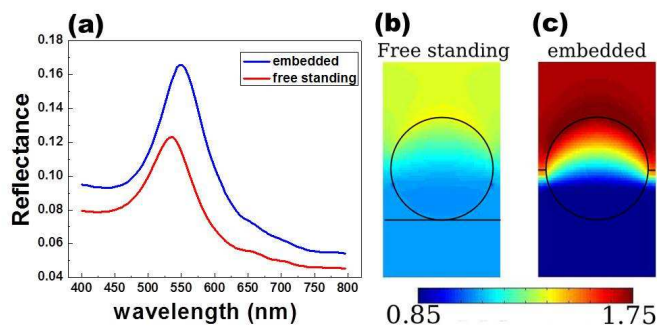 (a)
embedded
free standing
0.18
0.16
0.14
0.12
0.10
0.08
0.06
0.04
400 450 500 550 600 650 700 750 800
Reflectance
wavelength (nm)
(b)
Free standing
(c)
embedded
0.85 1.75